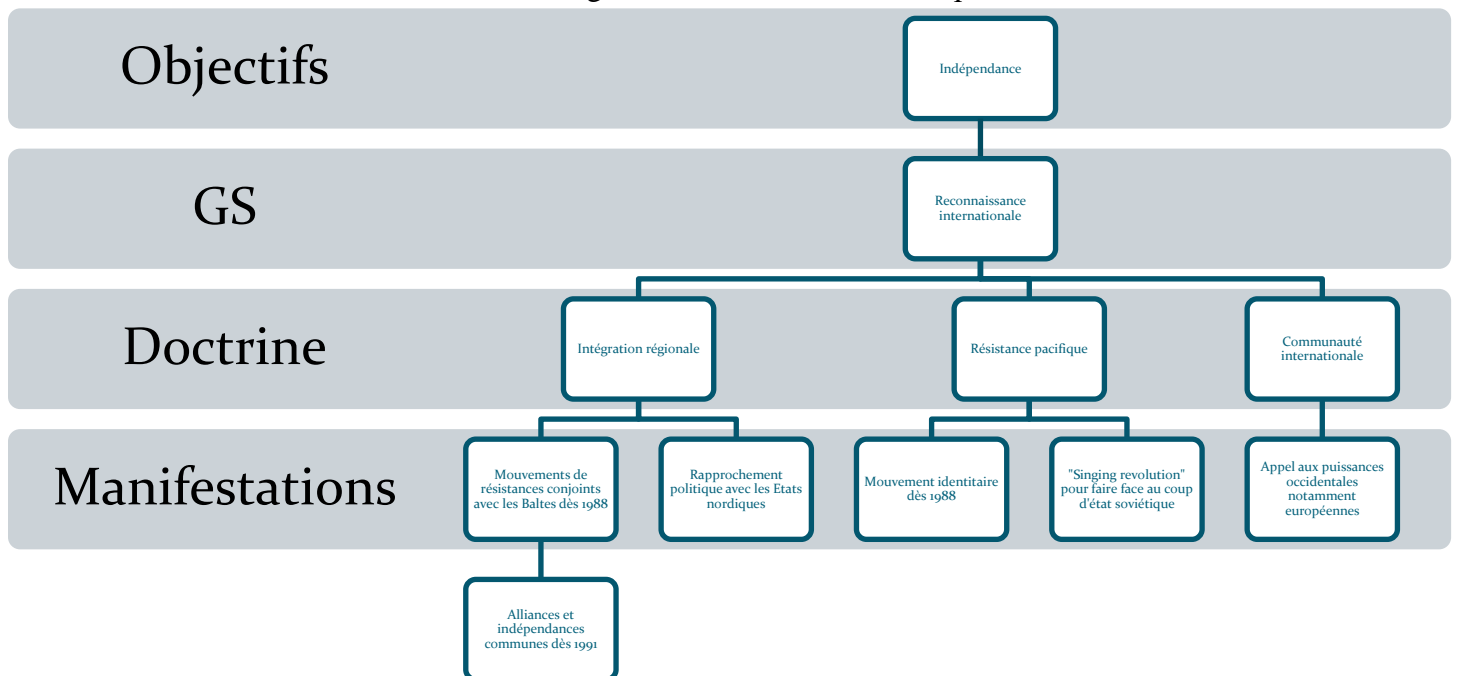 Objectifs
Indépendance
GS
Reconnaissance
internationale
Doctrine
Intégration régionale
Résistance pacifique
Communauté
internationale
Manifestations
Mouvements de
résistances conjoints
avec les Baltes dès 1988
Rapprochement
politique avec les Etats
nordiques
Mouvement identitaire
dès 1988
"Singing revolution"
pour faire face au coup
d'état soviétique
Appel aux puissances
occidentales
notamment
européennes
Alliances et
indépendances
communes dès 1991